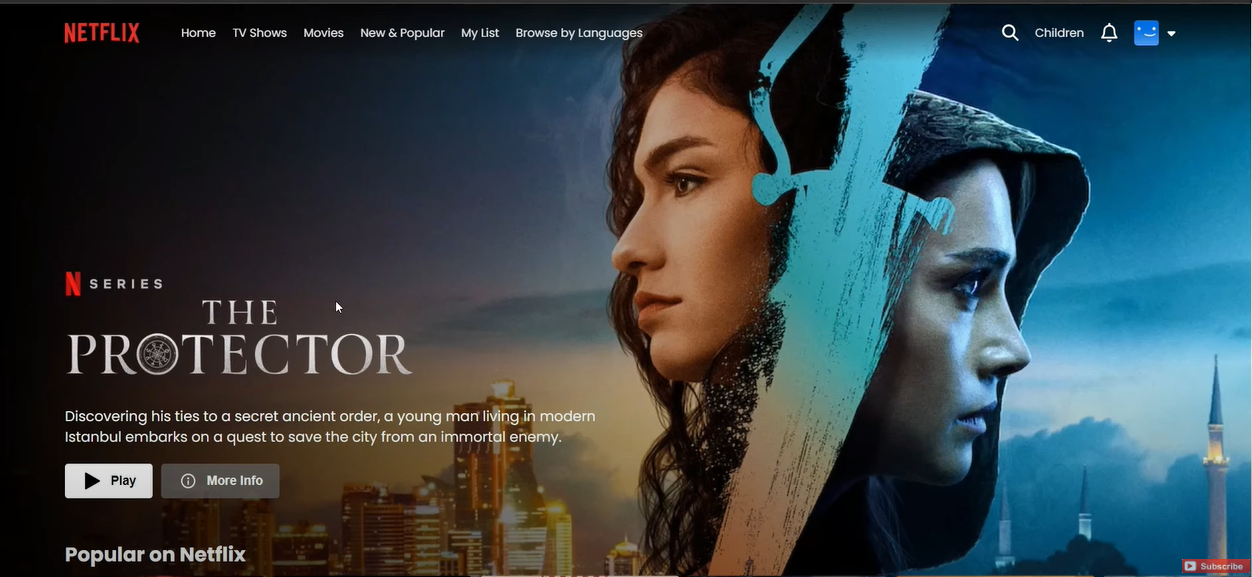 NETFLIX
Home TV Shows Movies New & Popular My List Browse by Languages Children
N SERIES
THE
PROTECTOR
Discovering his ties to a secret ancient order, a young man living in modern
Istanbul embarks on a quest to save the city from an immortal enemy.
Play More Info
Popular on Netflix
Subscribe